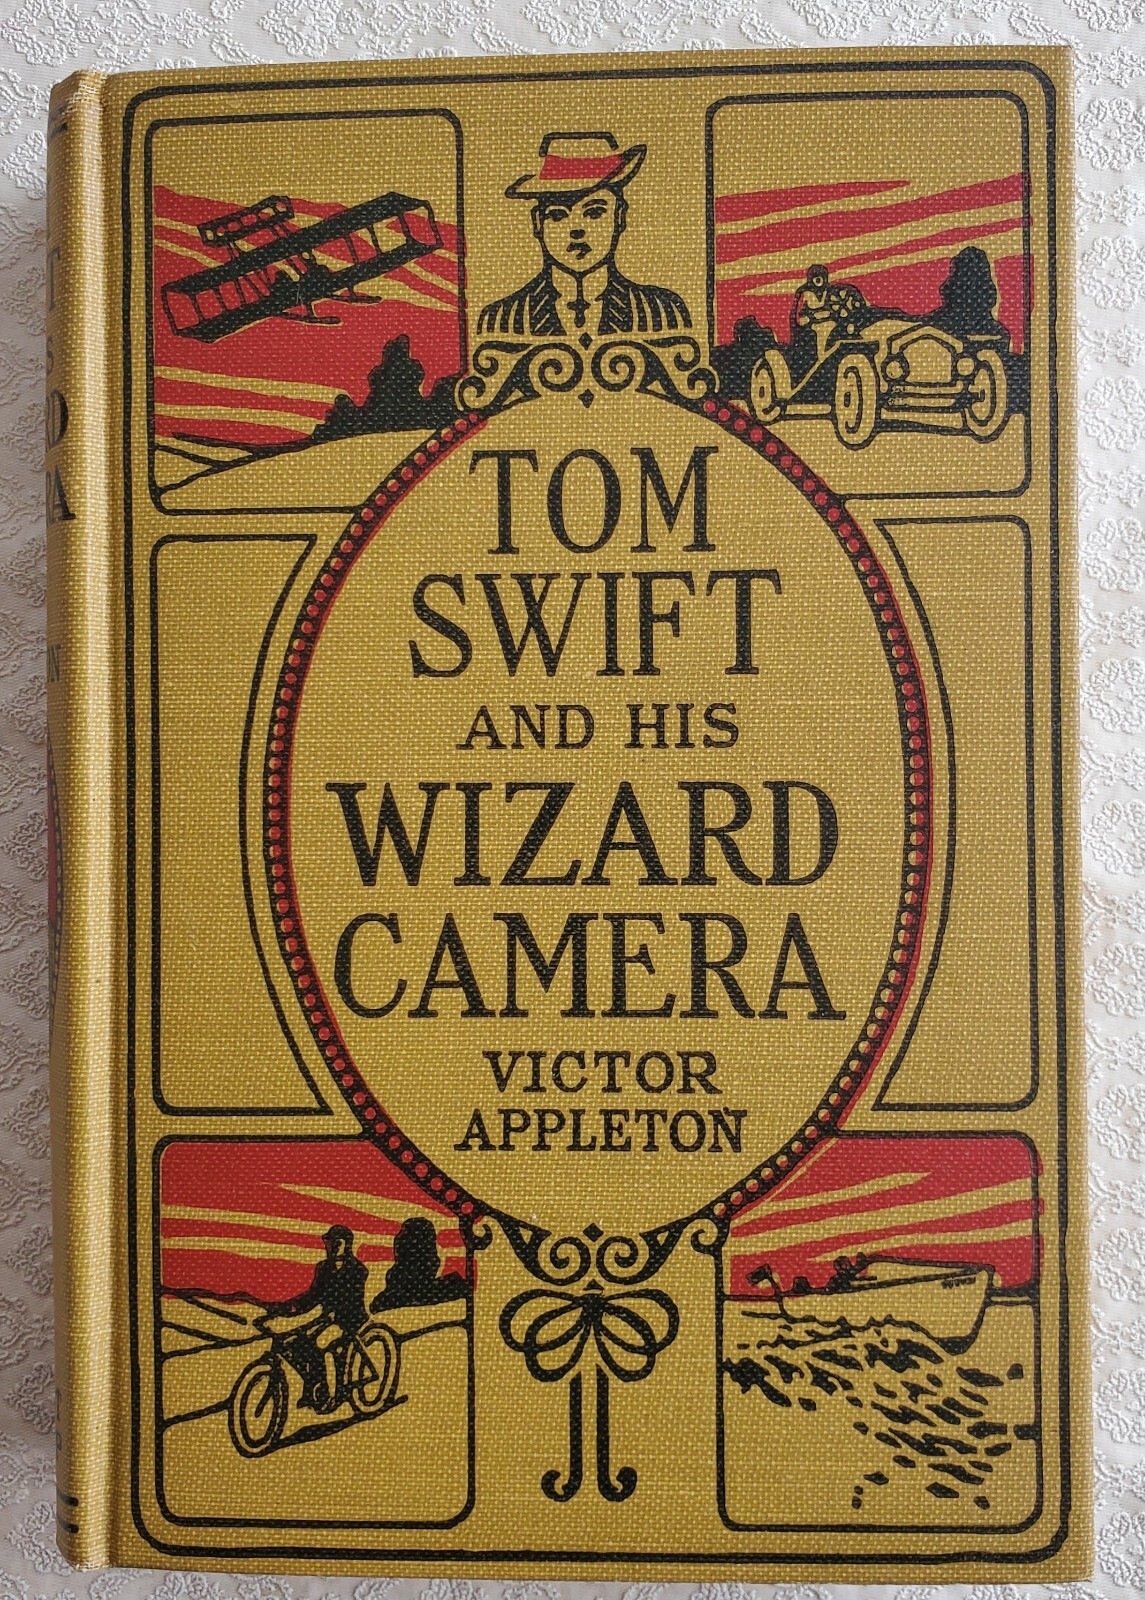 TOM
SWIFT
AND HIS
WIZARD
CAMERA
VICTOR
APPLETON